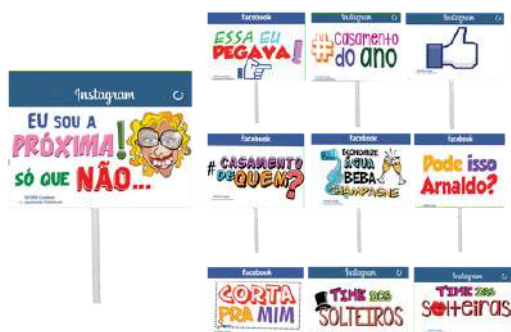 Instagram
EU SOU A
PRÓXIMA!
SÓ QUE NÃO...
facebook
ESSA EU
PEGAVA!
Instagram
#Casamento
do ano
Instagram
facebook
#CASAMENTO
DE QUEM?
facebook
ECONOMIZE
ÁGUA
BEBA
CHAMPAGNE
facebook
Pode isso
Arnaldo?
facebook
CORTA
PRA MIM
Instagram
TIME DOS
SOLTEIROS
Instagram
TIME DAS
solteiras